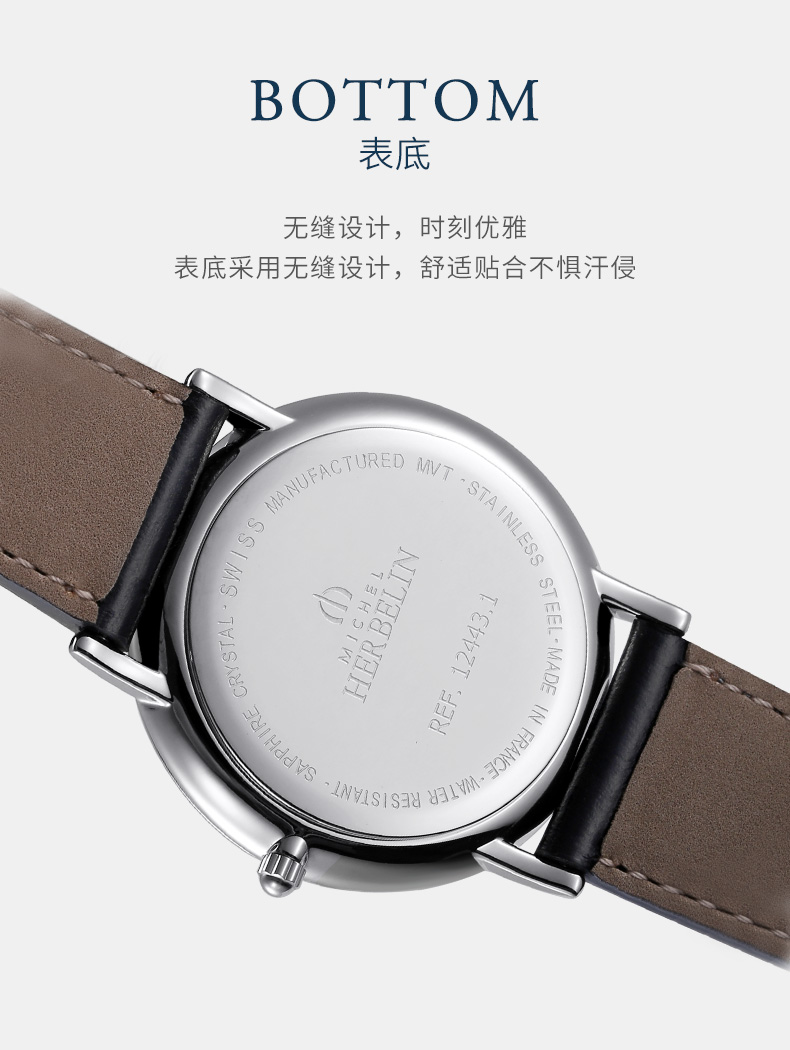 BOTTOM
表底
无缝设计，时刻优雅
表底采用无缝设计，舒适贴合不惧汗侵
SWISS MANUFACTURED MVT · STAINLESS STEEL · MADE IN FRANCE · WATER RESISTANT · SAPPHIRE CRYSTAL ·
MICHEL
HERBELIN
REF. 12443.1